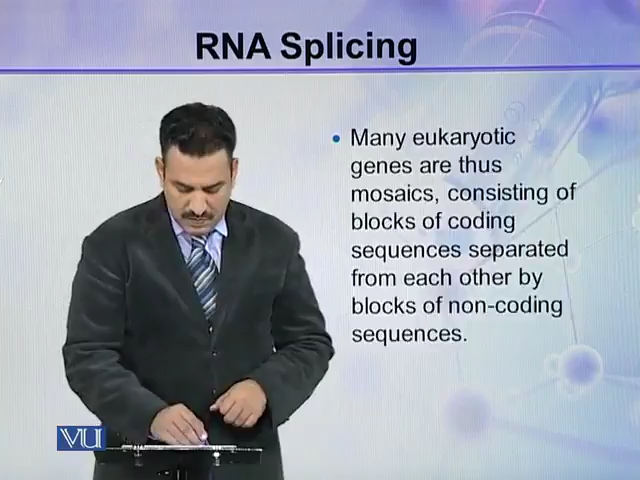 RNA Splicing
• Many eukaryotic
genes are thus
mosaics, consisting of
blocks of coding
sequences separated
from each other by
blocks of non-coding
sequences.
VU